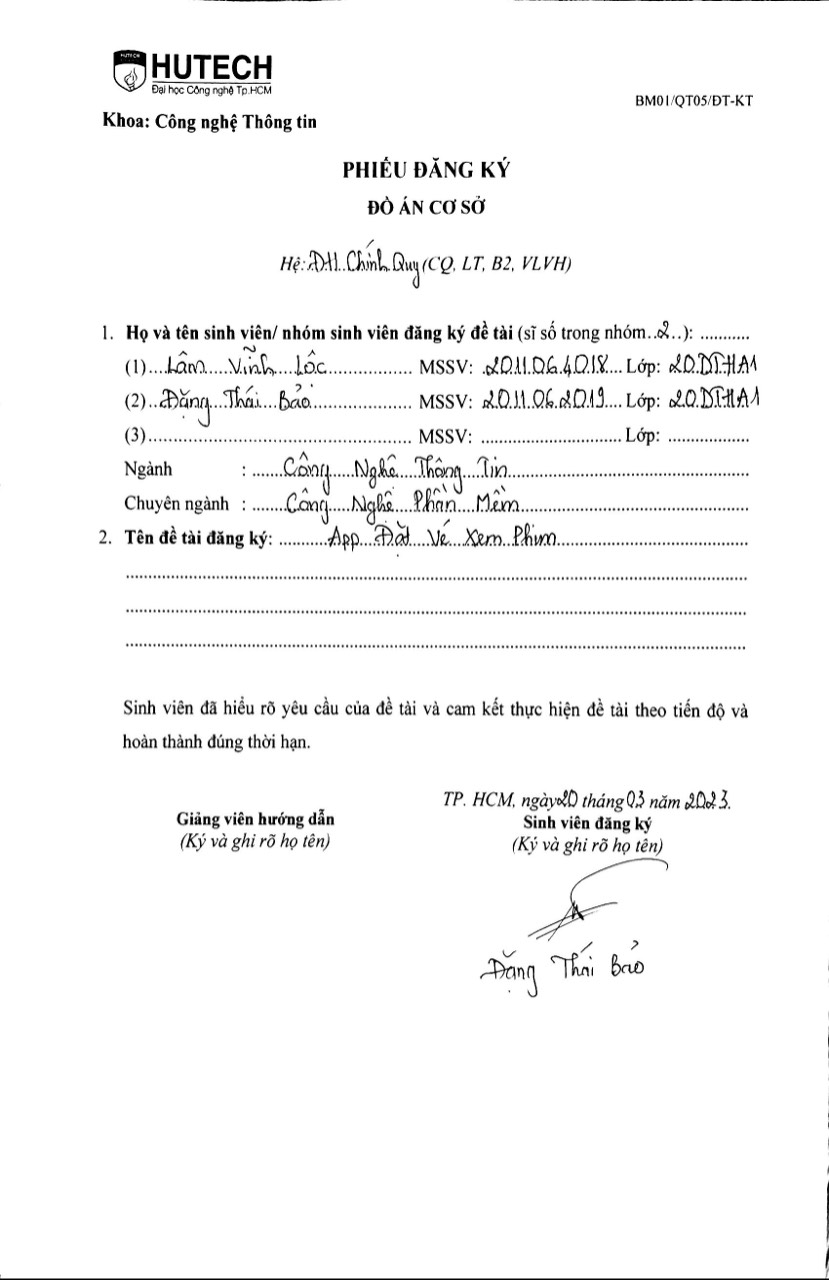 HUTECH
HUTECH
Đại học Công nghệ Tp.HCM
BM01/QT05/ĐT-KT
Khoa: Công nghệ Thông tin
PHIẾU ĐĂNG KÝ
ĐỒ ÁN CƠ SỞ
Hệ: ĐH Chính Quy (CQ, LT, B2, VLVH)
1. Họ và tên sinh viên/ nhóm sinh viên đăng ký đề tài (sĩ số trong nhóm..2..): ...........
(1)....Lâm....Vĩnh....Lốc................ MSSV: .2011064018... Lớp: 20.DTHA1
(2)...Đặng...Thái...Bảo................. MSSV: 2011062019... Lớp: 20.DTHA1
(3)............................................ MSSV: ............................. Lớp: .................
Ngành : ......Công....Nghệ...Thông...Tin..........................................
Chuyên ngành : .......Công....Nghệ...Phần...Mềm.......................................
2. Tên đề tài đăng ký: ..........App...Đặt...Vé...Xem...Phim.....................................
Sinh viên đã hiểu rõ yêu cầu của đề tài và cam kết thực hiện đề tài theo tiến độ và
hoàn thành đúng thời hạn.
TP. HCM, ngày 20 tháng 03 năm 2023.
Giảng viên hướng dẫn Sinh viên đăng ký
(Ký và ghi rõ họ tên) (Ký và ghi rõ họ tên)
Đặng Thái Bảo